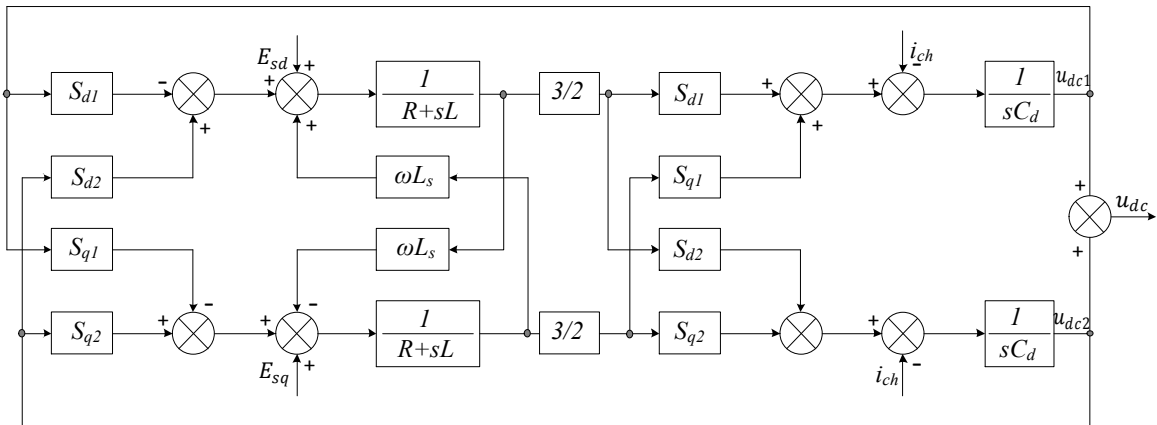 E_sd i_ch
- + + + + -
S_d1 1 3/2 S_d1 1 u_dc1
R+sL sC_d
+ + +
S_d2 ωL_s S_q1 +
u_dc
S_q1 ωL_s S_d2 +
- -
S_q2 + + 1 3/2 S_q2 + 1 u_dc2
R+sL sC_d
E_sq + i_ch -